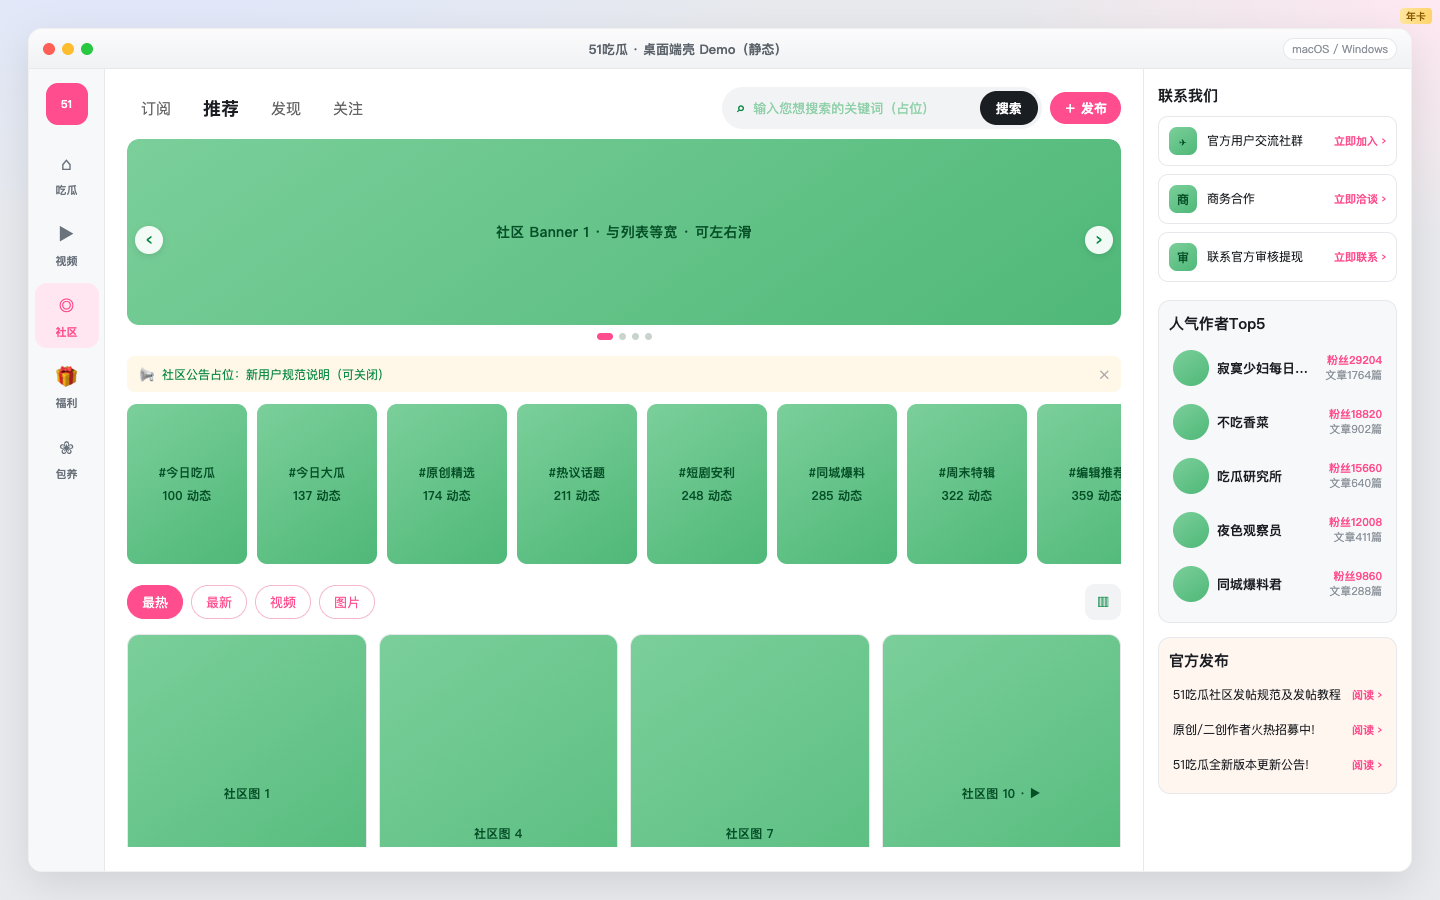 年卡
51吃瓜 · 桌面端壳 Demo（静态）
macOS / Windows
51
吃瓜
视频
社区
福利
包养
订阅 推荐 发现 关注
输入您想搜索的关键词（占位）
搜索
+ 发布
社区 Banner 1 · 与列表等宽 · 可左右滑
社区公告占位：新用户规范说明（可关闭）
#今日吃瓜
100 动态
#今日大瓜
137 动态
#原创精选
174 动态
#热议话题
211 动态
#短剧安利
248 动态
#同城爆料
285 动态
#周末特辑
322 动态
#编辑推荐
359 动态
最热 最新 视频 图片
社区图 1
社区图 4
社区图 7
社区图 10 · ▶
联系我们
官方用户交流社群 立即加入 ›
商 商务合作 立即洽谈 ›
审 联系官方审核提现 立即联系 ›
人气作者Top5
寂寞少妇每日... 粉丝29204
文章1764篇
不吃香菜 粉丝18820
文章902篇
吃瓜研究所 粉丝15660
文章640篇
夜色观察员 粉丝12008
文章411篇
同城爆料君 粉丝9860
文章288篇
官方发布
51吃瓜社区发帖规范及发帖教程 阅读 ›
原创/二创作者火热招募中! 阅读 ›
51吃瓜全新版本更新公告! 阅读 ›